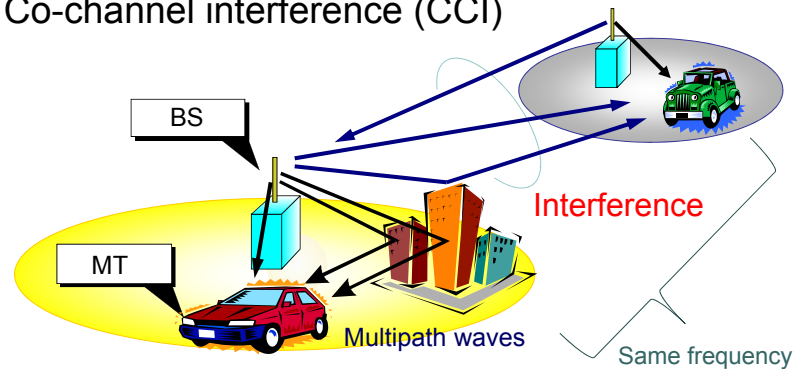 Co-channel interference (CCI)
BS
Interference
MT
Multipath waves
Same frequency